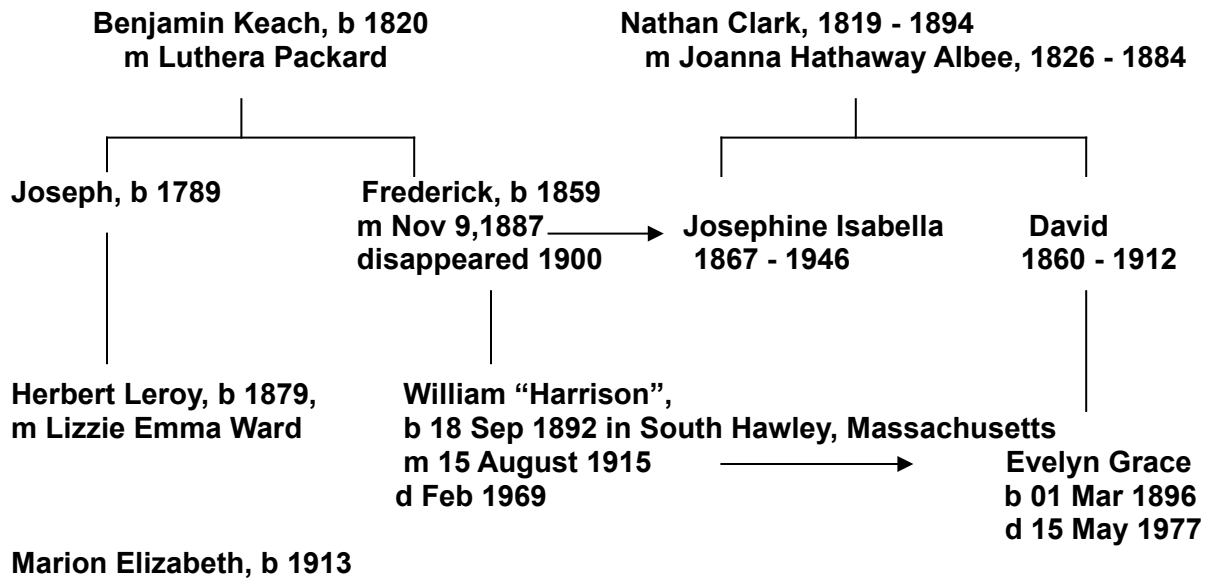 Benjamin Keach, b 1820
m Luthera Packard
Nathan Clark, 1819 - 1894
m Joanna Hathaway Albee, 1826 - 1884
Joseph, b 1789
Frederick, b 1859
m Nov 9,1887
disappeared 1900
Josephine Isabella
1867 - 1946
David
1860 - 1912
Herbert Leroy, b 1879,
m Lizzie Emma Ward
William “Harrison”,
b 18 Sep 1892 in South Hawley, Massachusetts
m 15 August 1915
d Feb 1969
Evelyn Grace
b 01 Mar 1896
d 15 May 1977
Marion Elizabeth, b 1913